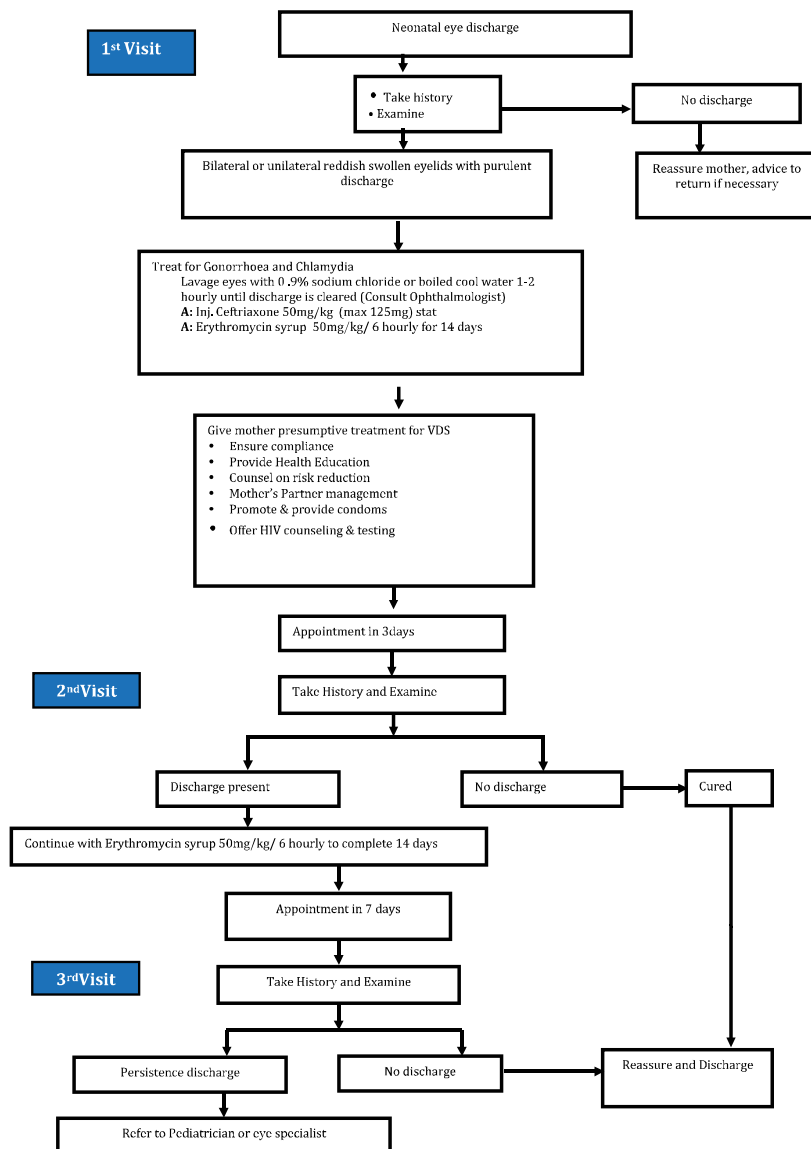 Neonatal eye discharge
1st Visit
• Take history
• Examine
No discharge
Bilateral or unilateral reddish swollen eyelids with purulent
discharge
Reassure mother, advice to
return if necessary
Treat for Gonorrhoea and Chlamydia
Lavage eyes with 0 .9% sodium chloride or boiled cool water 1-2
hourly until discharge is cleared (Consult Ophthalmologist)
A: Inj. Ceftriaxone 50mg/kg (max 125mg) stat
A: Erythromycin syrup 50mg/kg/ 6 hourly for 14 days
Give mother presumptive treatment for VDS
• Ensure compliance
• Provide Health Education
• Counsel on risk reduction
• Mother's Partner management
• Promote & provide condoms
• Offer HIV counseling & testing
Appointment in 3days
2nd Visit
Take History and Examine
Discharge present
No discharge
Cured
Continue with Erythromycin syrup 50mg/kg/ 6 hourly to complete 14 days
Appointment in 7 days
3rd Visit
Take History and Examine
Persistence discharge
No discharge
Reassure and Discharge
Refer to Pediatrician or eye specialist